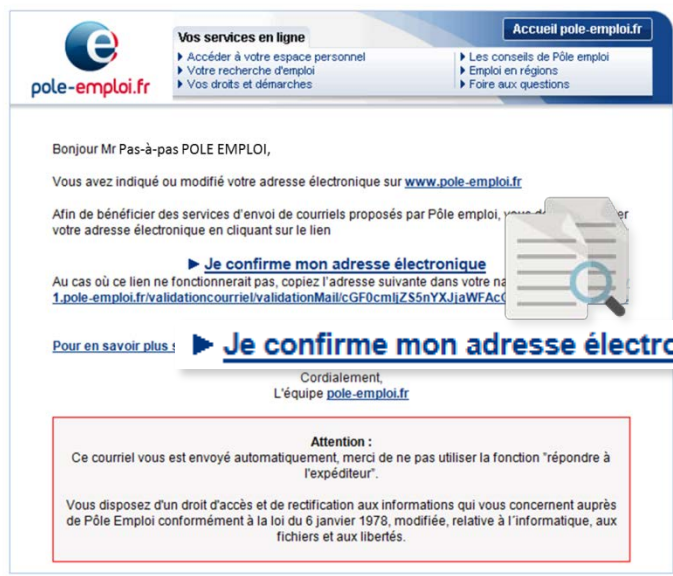 pole-emploi.fr
Vos services en ligne
Accueil pole-emploi.fr
Accéder à votre espace personnel
Votre recherche d'emploi
Vos droits et démarches
Les conseils de Pôle emploi
Emploi en régions
Foire aux questions
Bonjour Mr Pas-à-pas POLE EMPLOI,
Vous avez indiqué ou modifié votre adresse électronique sur www.pole-emploi.fr
Afin de bénéficier des services d'envoi de courriels proposés par Pôle emploi,
votre adresse électronique en cliquant sur le lien
Je confirme mon adresse électronique
Au cas où ce lien ne fonctionnerait pas, copiez l'adresse suivante dans votre
1.pole-emploi.fr/validationcourriel/validationMail/
Pour en savoir plus
Je confirme mon adresse électro
Cordialement,
L'équipe pole-emploi.fr
Attention :
Ce courriel vous est envoyé automatiquement, merci de ne pas utiliser la fonction "répondre à
l'expéditeur".
Vous disposez d'un droit d'accès et de rectification aux informations qui vous concernent auprès
de Pôle Emploi conformément à la loi du 6 janvier 1978, modifiée, relative à l´informatique, aux
fichiers et aux libertés.